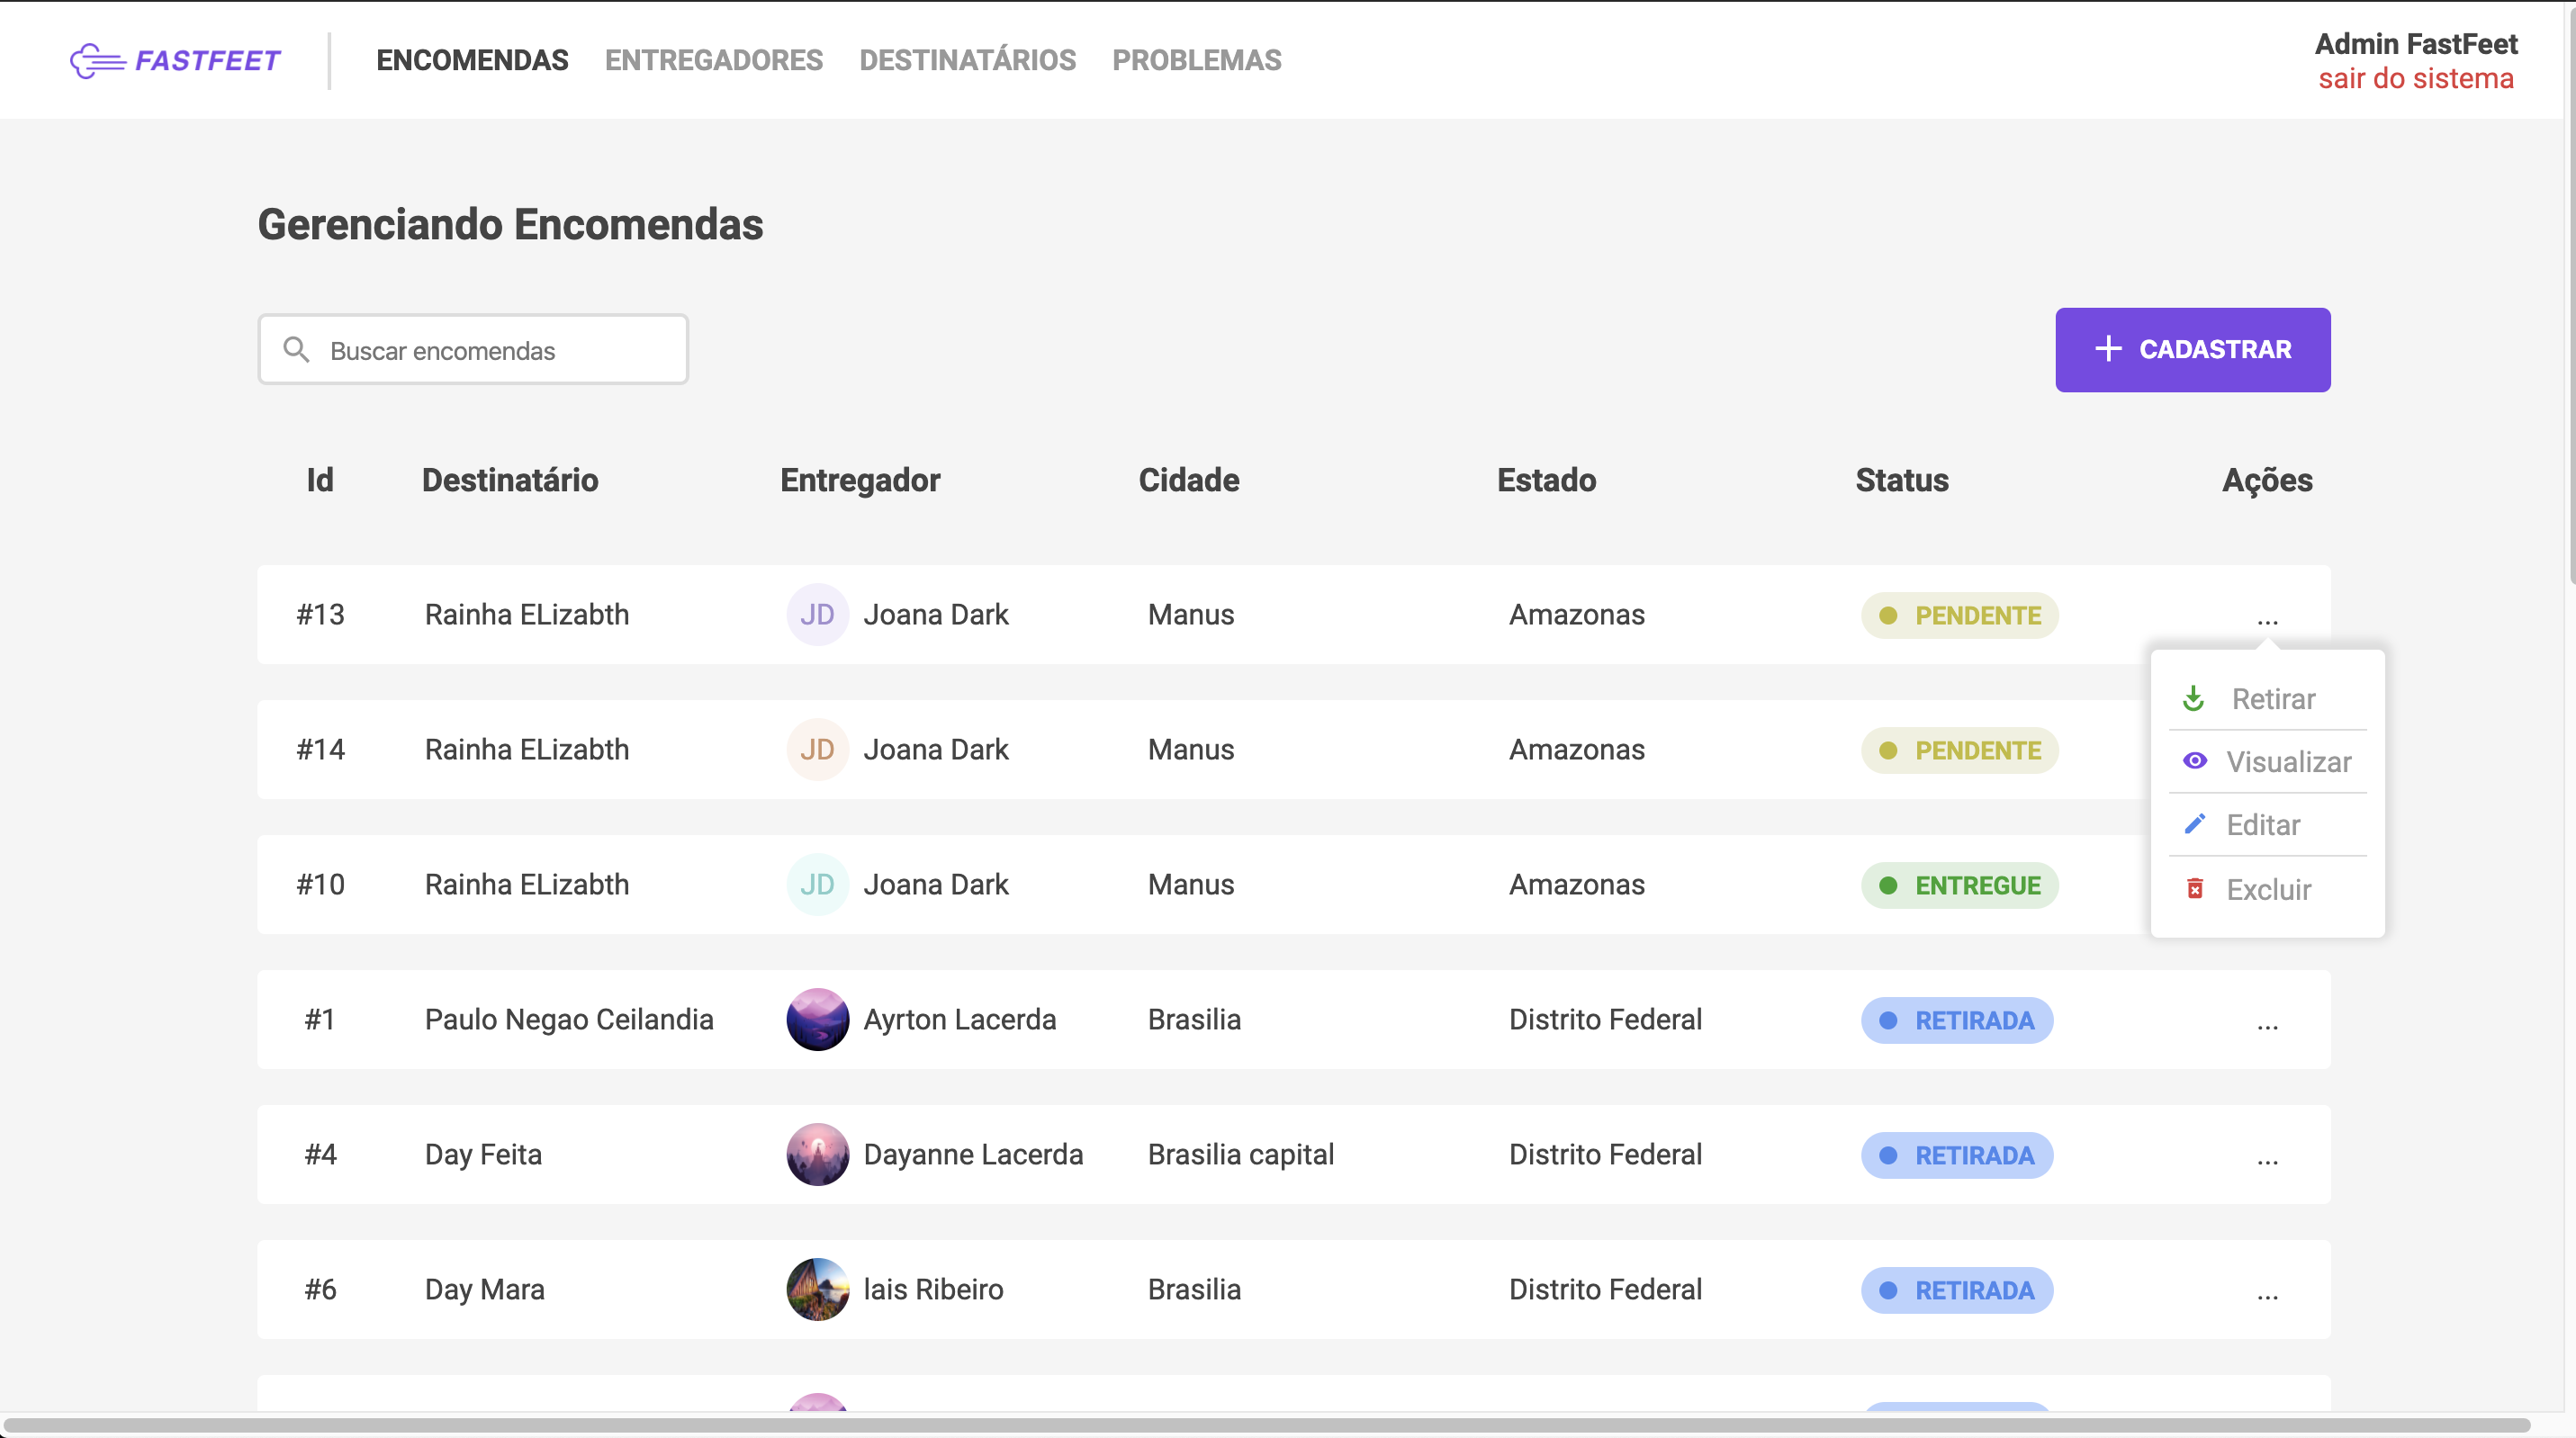 FASTFEET ENCOMENDAS ENTREGADORES DESTINATÁRIOS PROBLEMAS Admin FastFeet
sair do sistema
Gerenciando Encomendas
Buscar encomendas
+ CADASTRAR
Id Destinatário Entregador Cidade Estado Status Ações
#13 Rainha ELizabth JD Joana Dark Manus Amazonas PENDENTE ...
Retirar
Visualizar
Editar
Excluir
#14 Rainha ELizabth JD Joana Dark Manus Amazonas PENDENTE
#10 Rainha ELizabth JD Joana Dark Manus Amazonas ENTREGUE
#1 Paulo Negao Ceilandia Ayrton Lacerda Brasilia Distrito Federal RETIRADA ...
#4 Day Feita Dayanne Lacerda Brasilia capital Distrito Federal RETIRADA ...
#6 Day Mara lais Ribeiro Brasilia Distrito Federal RETIRADA ...